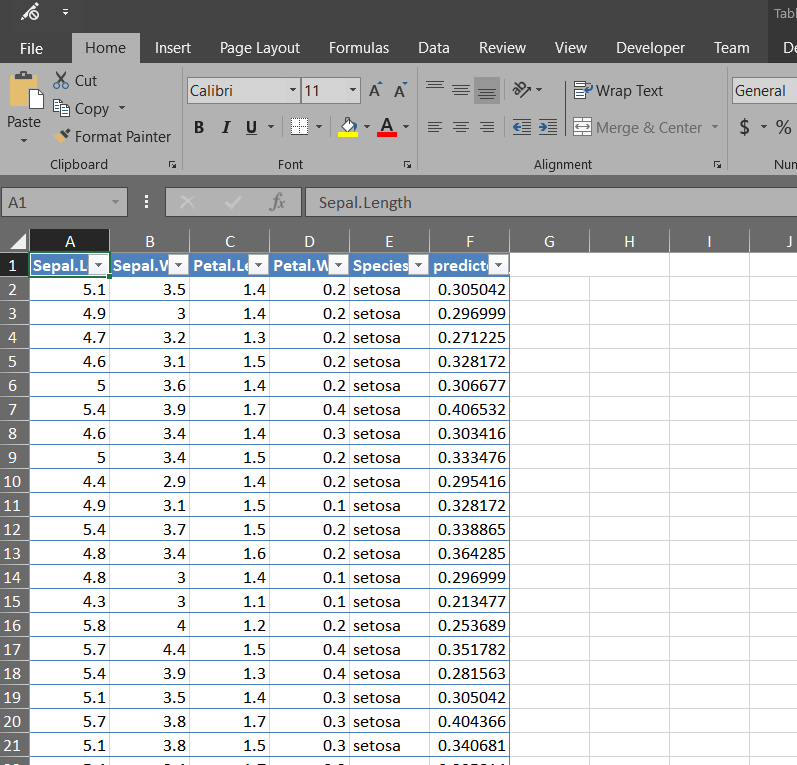 Tabl
File Home Insert Page Layout Formulas Data Review View Developer Team De
Cut
Copy
Paste
Format Painter
Calibri 11 A A
B I U A
Wrap Text
Merge & Center
General
$ %
Clipboard Font Alignment
A1 fx Sepal.Length
A B C D E F G H I J
1 Sepal.L Sepal.W Petal.Le Petal.W Species predicte
2 5.1 3.5 1.4 0.2 setosa 0.305042
3 4.9 3 1.4 0.2 setosa 0.296999
4 4.7 3.2 1.3 0.2 setosa 0.271225
5 4.6 3.1 1.5 0.2 setosa 0.328172
6 5 3.6 1.4 0.2 setosa 0.306677
7 5.4 3.9 1.7 0.4 setosa 0.406532
8 4.6 3.4 1.4 0.3 setosa 0.303416
9 5 3.4 1.5 0.2 setosa 0.333476
10 4.4 2.9 1.4 0.2 setosa 0.295416
11 4.9 3.1 1.5 0.1 setosa 0.328172
12 5.4 3.7 1.5 0.2 setosa 0.338865
13 4.8 3.4 1.6 0.2 setosa 0.364285
14 4.8 3 1.4 0.1 setosa 0.296999
15 4.3 3 1.1 0.1 setosa 0.213477
16 5.8 4 1.2 0.2 setosa 0.253689
17 5.7 4.4 1.5 0.4 setosa 0.351782
18 5.4 3.9 1.3 0.4 setosa 0.281563
19 5.1 3.5 1.4 0.3 setosa 0.305042
20 5.7 3.8 1.7 0.3 setosa 0.404366
21 5.1 3.8 1.5 0.3 setosa 0.340681